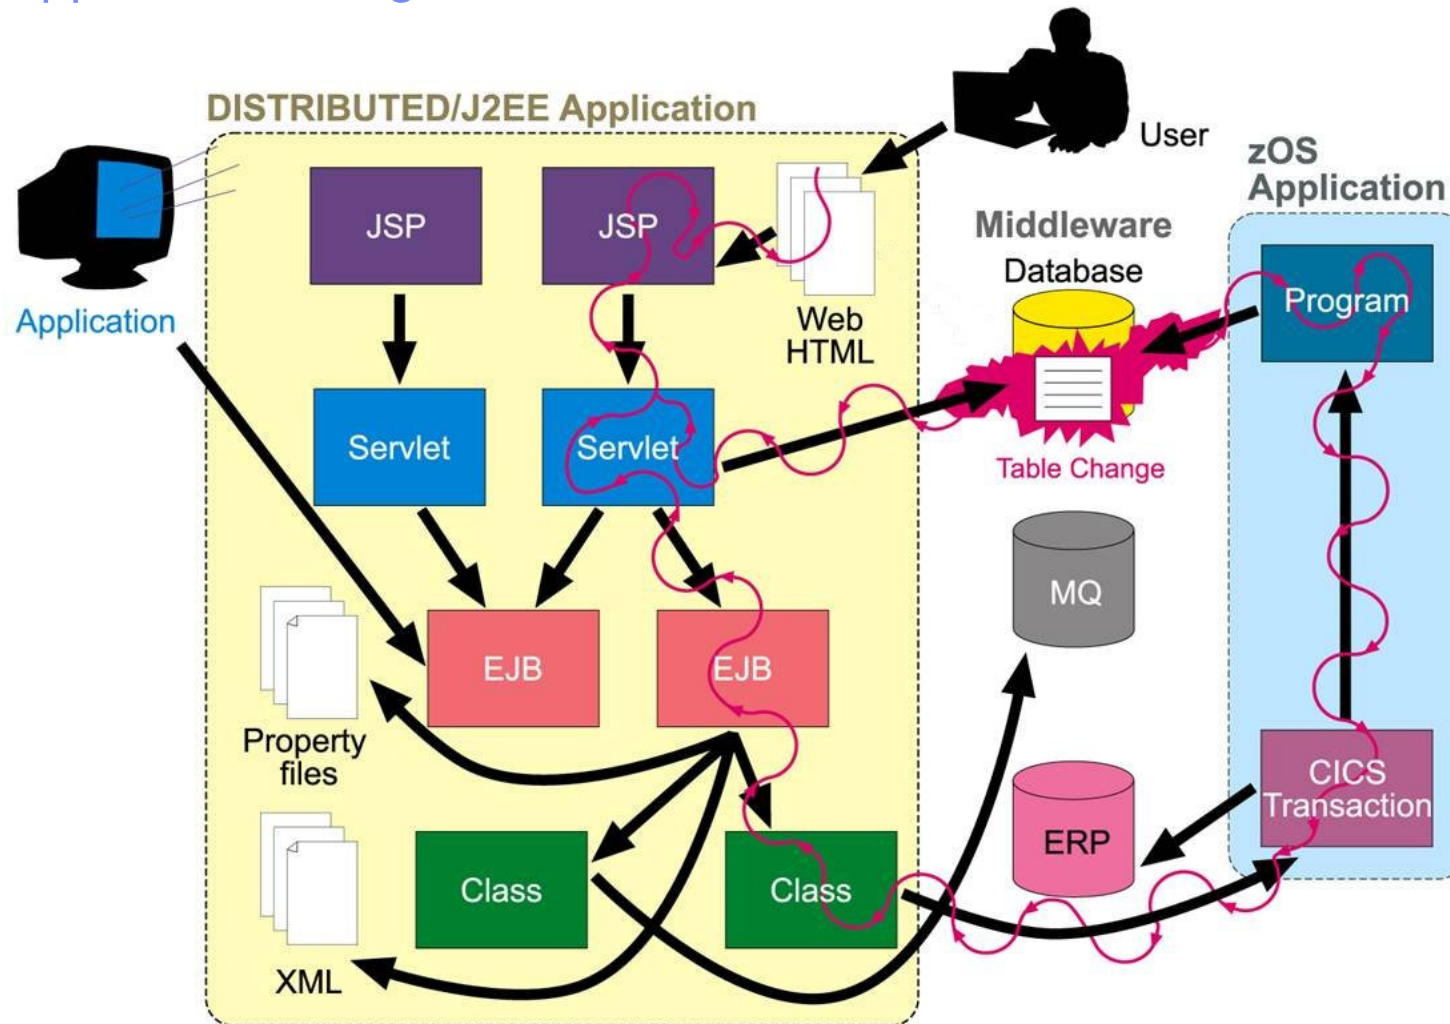 DISTRIBUTED/J2EE Application
User
zOS
Application
JSP
JSP
Middleware
Database
Program
Application
Web
HTML
Servlet
Servlet
Table Change
MQ
EJB
EJB
Property
files
CICS
Transaction
ERP
Class
Class
XML